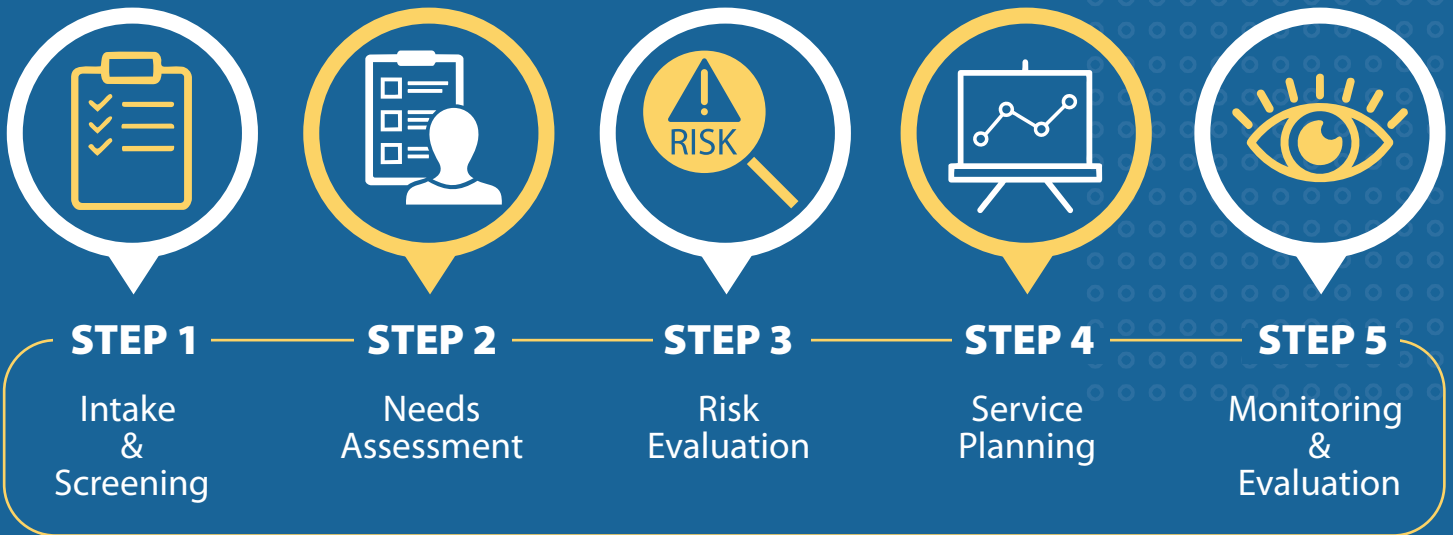 RISK
STEP 1
Intake
&
Screening
STEP 2
Needs
Assessment
STEP 3
Risk
Evaluation
STEP 4
Service
Planning
STEP 5
Monitoring
&
Evaluation